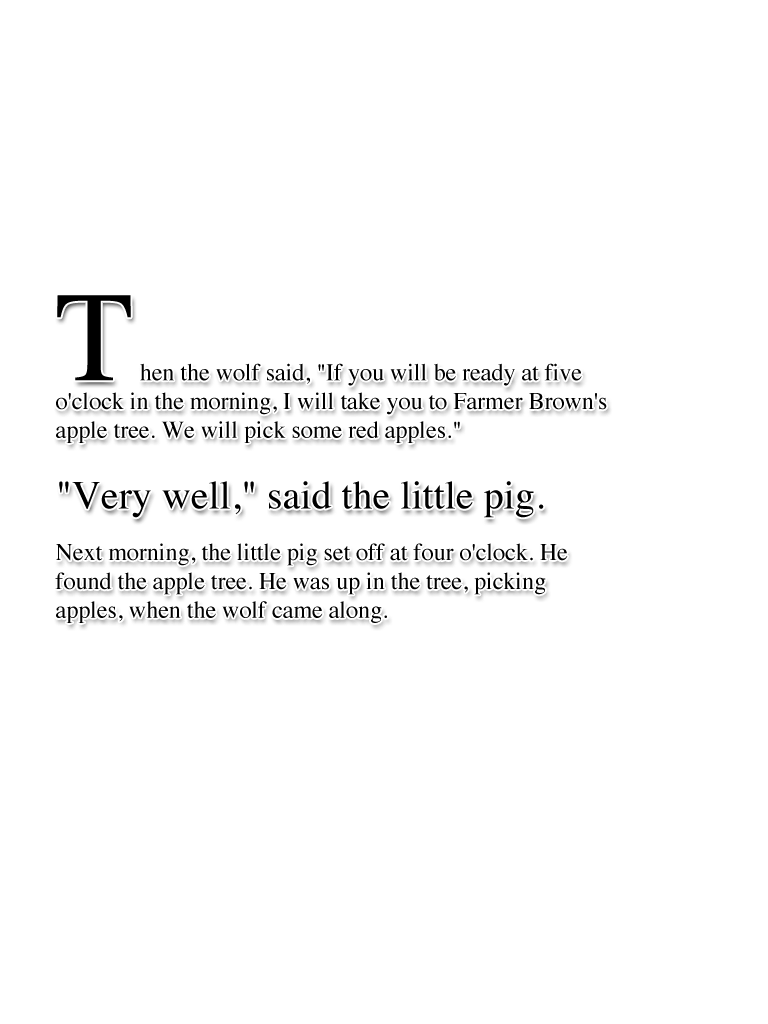 Then the wolf said, "If you will be ready at five
o'clock in the morning, I will take you to Farmer Brown's
apple tree. We will pick some red apples."
"Very well," said the little pig.
Next morning, the little pig set off at four o'clock. He
found the apple tree. He was up in the tree, picking
apples, when the wolf came along.